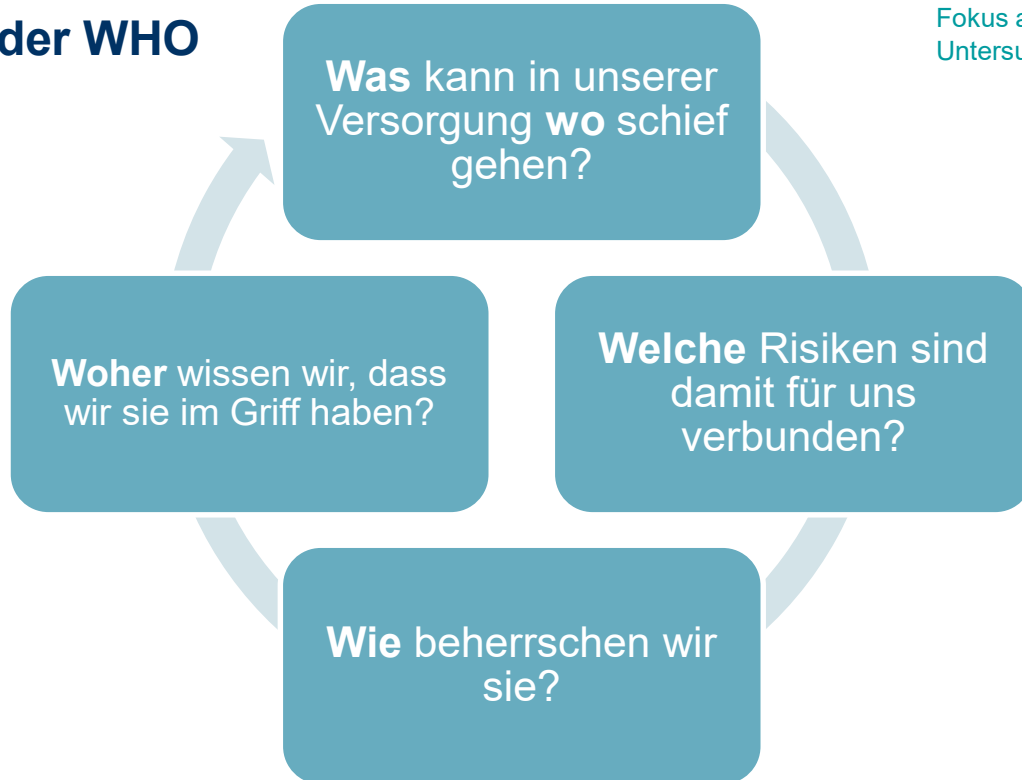 der WHO
Fokus
Was kann in unserer
Versorgung wo schief
gehen?
Woher wissen wir, dass
wir sie im Griff haben?
Welche Risiken sind
damit für uns
verbunden?
Wie beherrschen wir
sie?